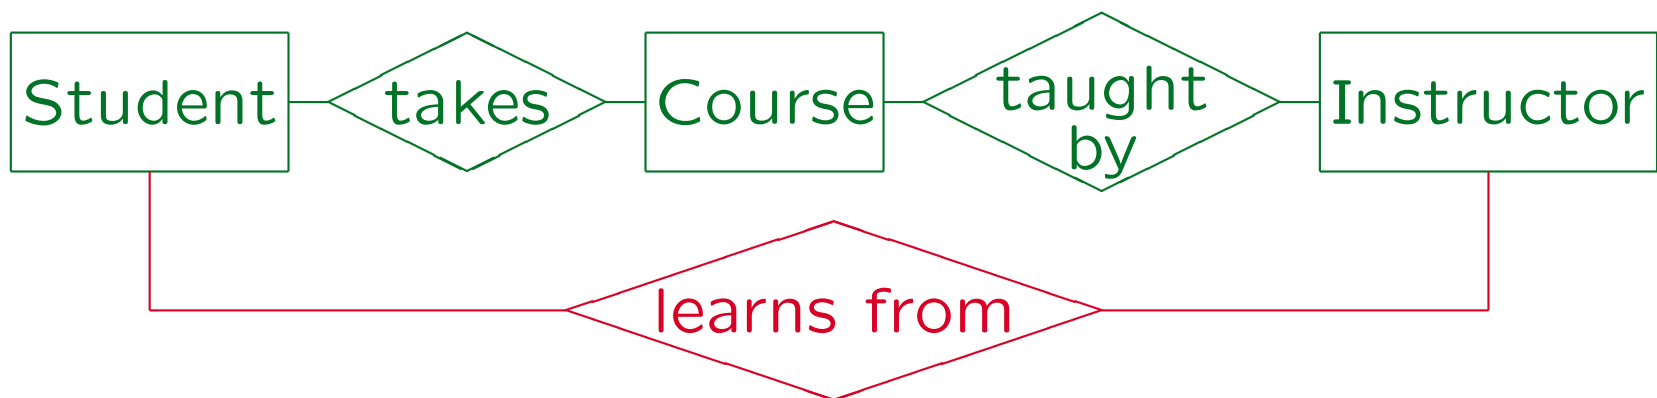 Student
takes
Course
taught
by
Instructor
learns from